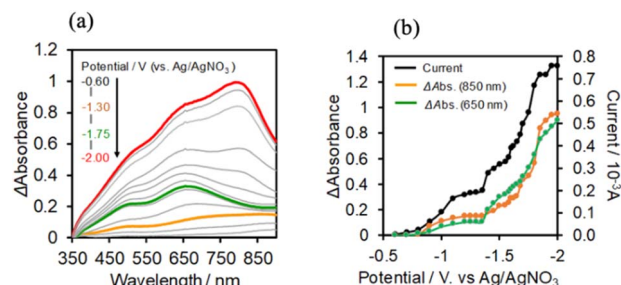 (a)
ΔAbsorbance
1.2
1
0.8
0.6
0.4
0.2
0
Potential / V (vs. Ag/AgNO3)
-0.60
-1.30
-1.75
-2.00
350 450 550 650 750 850
Wavelength / nm
(b)
ΔAbsorbance
1.4
1.2
1
0.8
0.6
0.4
0.2
0
Current
ΔAbs. (850 nm)
ΔAbs. (650 nm)
0.8
0.7
0.6
0.5
0.4
0.3
0.2
0.1
0.0
Current / 10-3A
-0.5 -1 -1.5 -2
Potential / V. vs Ag/AgNO3